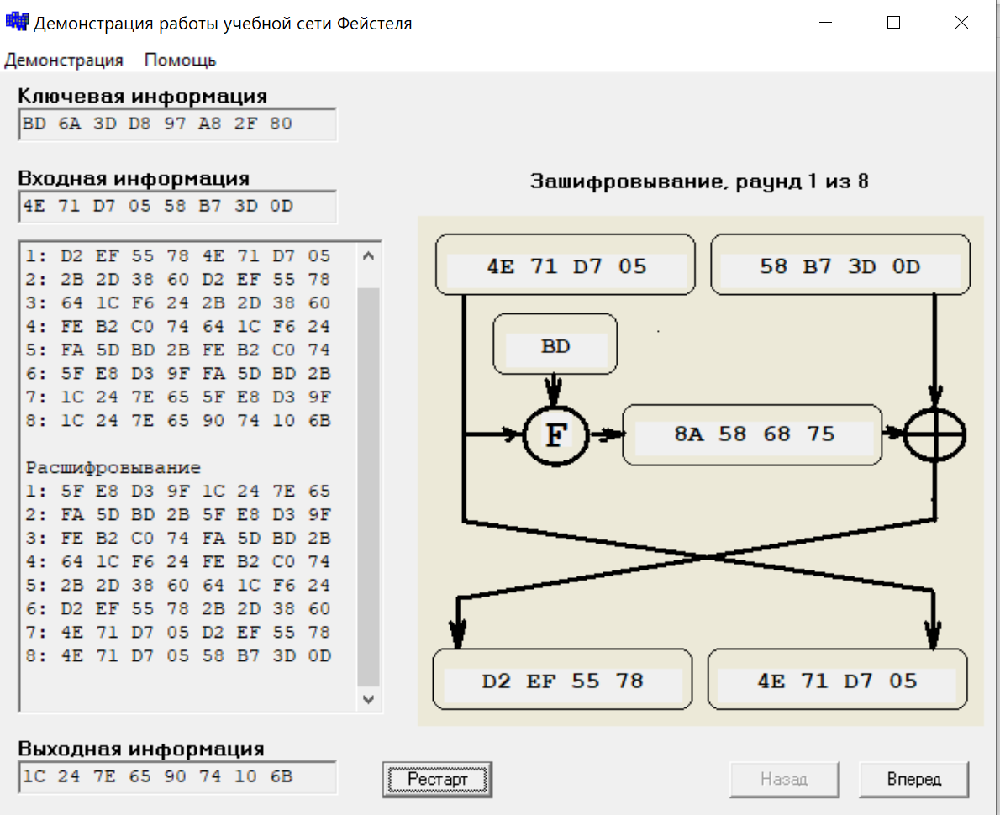 Демонстрация работы учебной сети Фейстеля
Демонстрация Помощь
Ключевая информация
BD 6A 3D D8 97 A8 2F 80
Входная информация
4E 71 D7 05 58 B7 3D 0D
1: D2 EF 55 78 4E 71 D7 05
2: 2B 2D 38 60 D2 EF 55 78
3: 64 1C F6 24 2B 2D 38 60
4: FE B2 C0 74 64 1C F6 24
5: FA 5D BD 2B FE B2 C0 74
6: 5F E8 D3 9F FA 5D BD 2B
7: 1C 24 7E 65 5F E8 D3 9F
8: 1C 24 7E 65 90 74 10 6B
Расшифровывание
1: 5F E8 D3 9F 1C 24 7E 65
2: FA 5D BD 2B 5F E8 D3 9F
3: FE B2 C0 74 FA 5D BD 2B
4: 64 1C F6 24 FE B2 C0 74
5: 2B 2D 38 60 64 1C F6 24
6: D2 EF 55 78 2B 2D 38 60
7: 4E 71 D7 05 D2 EF 55 78
8: 4E 71 D7 05 58 B7 3D 0D
Выходная информация
1C 24 7E 65 90 74 10 6B
Зашифровывание, раунд 1 из 8
4E 71 D7 05
58 B7 3D 0D
BD
F
8A 58 68 75
D2 EF 55 78
4E 71 D7 05
Рестарт
Назад
Вперед